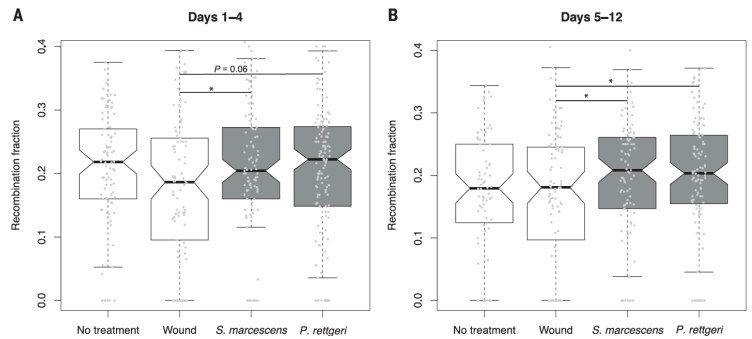 A
Days 1–4
Recombination fraction
0.4
0.3
0.2
0.1
0.0
P = 0.06
*
No treatment
Wound
S. marcescens
P. rettgeri
B
Days 5–12
Recombination fraction
0.4
0.3
0.2
0.1
0.0
*
*
No treatment
Wound
S. marcescens
P. rettgeri